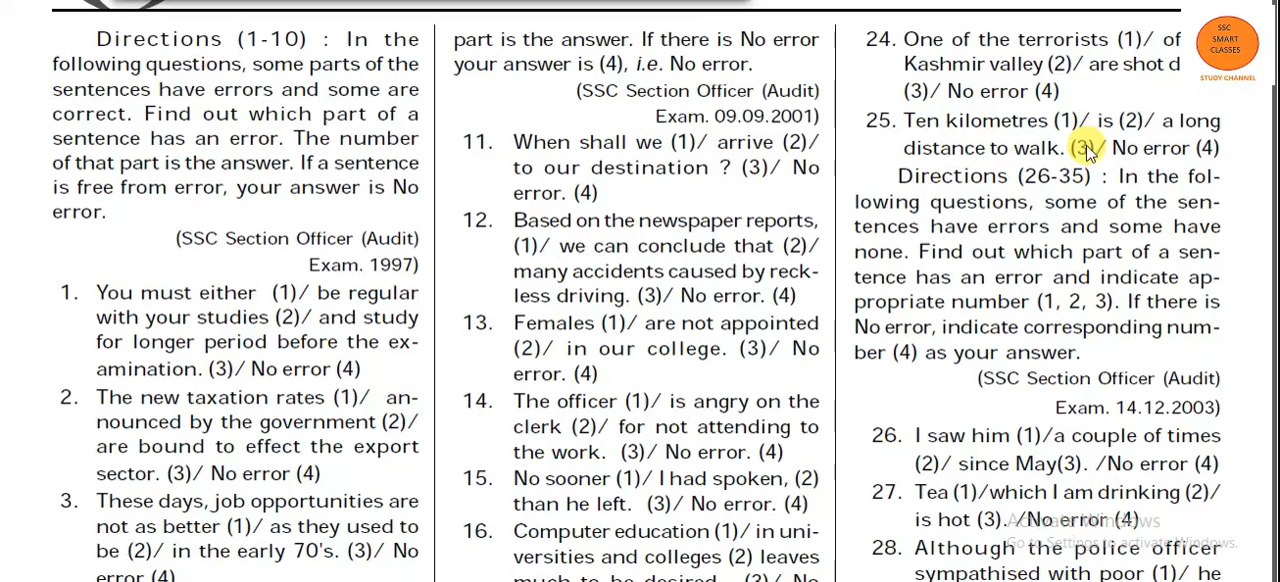 Directions (1-10) : In the
following questions, some parts of the
sentences have errors and some are
correct. Find out which part of a
sentence has an error. The number
of that part is the answer. If a sentence
is free from error, your answer is No
error.
(SSC Section Officer (Audit)
Exam. 1997)
1. You must either (1)/ be regular
with your studies (2)/ and study
for longer period before the ex-
amination. (3)/ No error (4)
2. The new taxation rates (1)/ an-
nounced by the government (2)/
are bound to effect the export
sector. (3)/ No error (4)
3. These days, job opportunities are
not as better (1)/ as they used to
be (2)/ in the early 70's. (3)/ No
error (4)
part is the answer. If there is No error
your answer is (4), i.e. No error.
(SSC Section Officer (Audit)
Exam. 09.09.2001)
11. When shall we (1)/ arrive (2)/
to our destination ? (3)/ No
error. (4)
12. Based on the newspaper reports,
(1)/ we can conclude that (2)/
many accidents caused by reck-
less driving. (3)/ No error. (4)
13. Females (1)/ are not appointed
(2)/ in our college. (3)/ No
error. (4)
14. The officer (1)/ is angry on the
clerk (2)/ for not attending to
the work. (3)/ No error. (4)
15. No sooner (1)/ I had spoken, (2)
than he left. (3)/ No error. (4)
16. Computer education (1)/ in uni-
versities and colleges (2) leaves
much to be desired. (3)/ No
24. One of the terrorists (1)/ of
Kashmir valley (2)/ are shot d
(3)/ No error (4)
25. Ten kilometres (1)/ is (2)/ a long
distance to walk. (3)/ No error (4)
Directions (26-35) : In the fol-
lowing questions, some of the sen-
tences have errors and some have
none. Find out which part of a sen-
tence has an error and indicate ap-
propriate number (1, 2, 3). If there is
No error, indicate corresponding num-
ber (4) as your answer.
(SSC Section Officer (Audit)
Exam. 14.12.2003)
26. I saw him (1)/a couple of times
(2)/ since May(3). /No error (4)
27. Tea (1)/which I am drinking (2)/
is hot (3). /No error (4)
28. Although the police officer
sympathised with poor (1)/ he
SSC
SMART
CLASSES
STUDY CHANNEL
Activate Windows
Go to Settings to activate Windows.